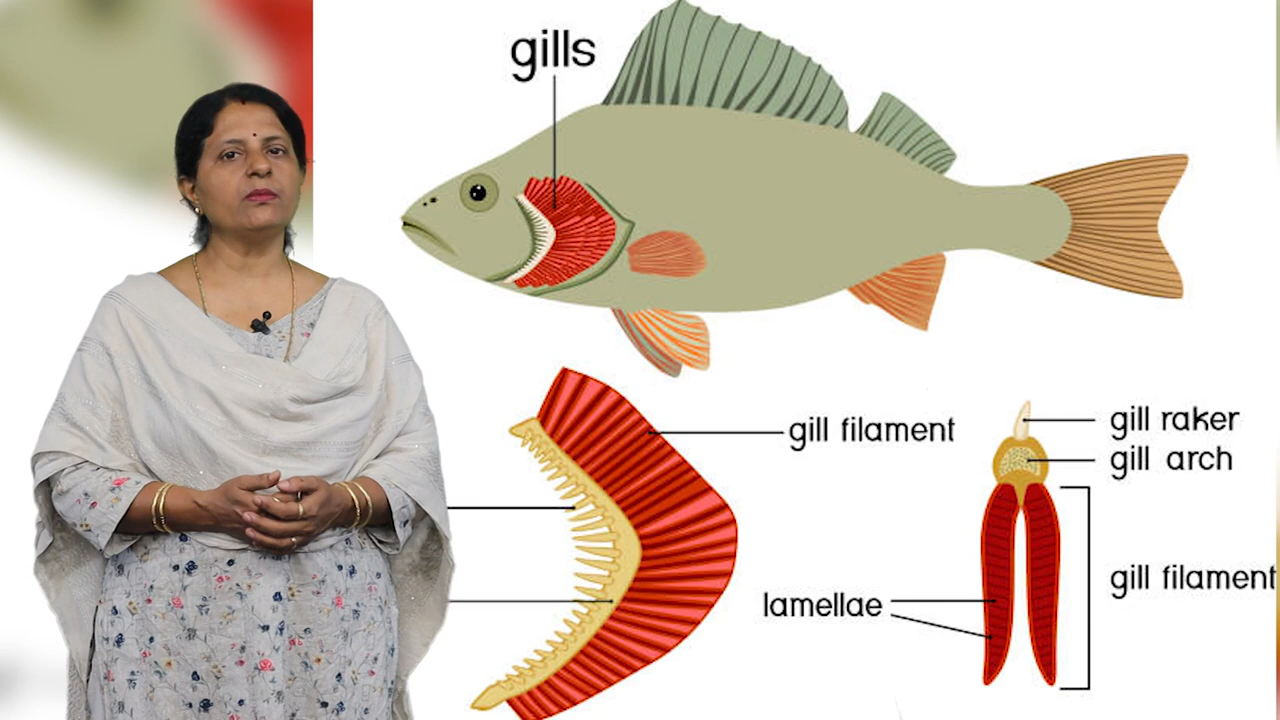 gills
gill filament
gill raker
gill arch
gill filament
lamellae